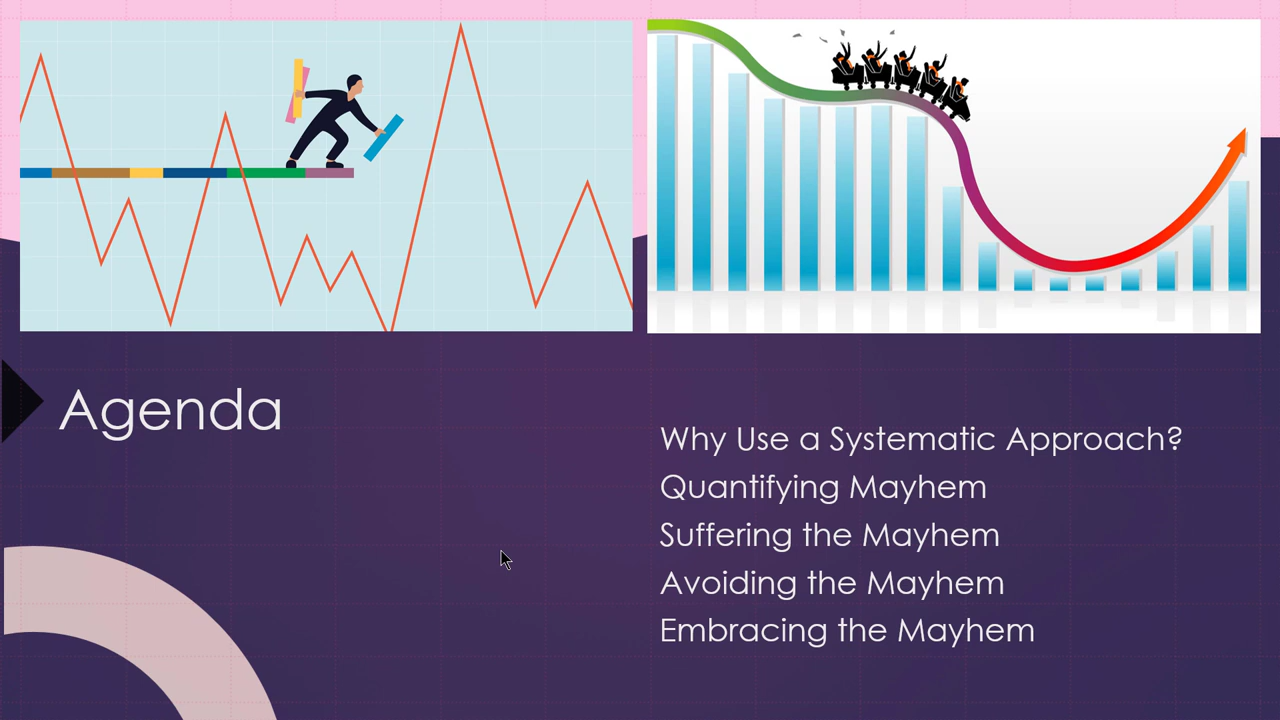 Agenda
Why Use a Systematic Approach?
Quantifying Mayhem
Suffering the Mayhem
Avoiding the Mayhem
Embracing the Mayhem